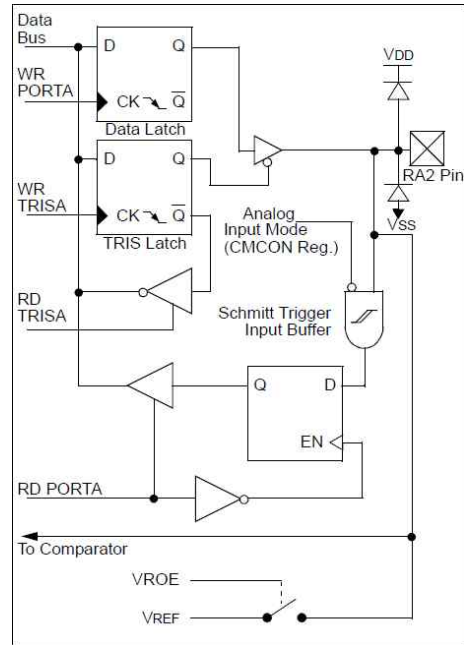 Data
Bus
D
Q
VDD
WR
PORTA
CK
Q
Data Latch
D
Q
RA2 Pin
WR
TRISA
CK
Q
Analog
Input Mode
(CMCON Reg.)
VSS
TRIS Latch
RD
TRISA
Schmitt Trigger
Input Buffer
Q
D
EN
RD PORTA
To Comparator
VROE
VREF